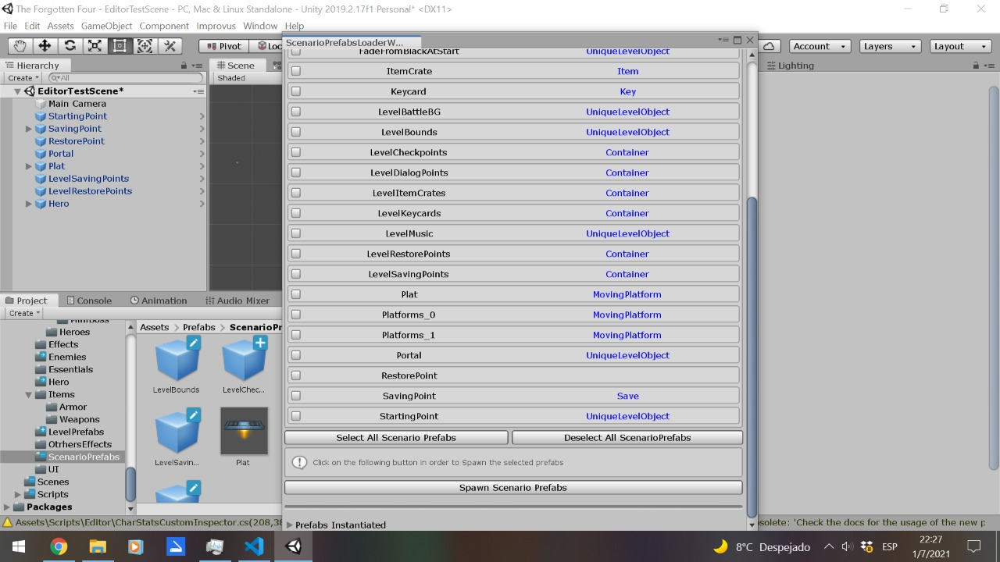 The Forgotten Four - EditorTestScene - PC, Mac & Linux Standalone - Unity 2019.2.17f1 Personal* <DX11>
File Edit Assets GameObject Component Improvus Window Help
Pivot
Account
Layers
Layout
ScenarioPrefabsLoaderW...
Hierarchy
Create
All
EditorTestScene*
Main Camera
StartingPoint
SavingPoint
RestorePoint
Portal
Plat
LevelSavingPoints
LevelRestorePoints
Hero
Scene
Shaded
Lighting
FadeFromBlackAtStart UniqueLevelObject
ItemCrate Item
Keycard Key
LevelBattleBG UniqueLevelObject
LevelBounds UniqueLevelObject
LevelCheckpoints Container
LevelDialogPoints Container
LevelItemCrates Container
LevelKeycards Container
LevelMusic UniqueLevelObject
LevelRestorePoints Container
LevelSavingPoints Container
Plat MovingPlatform
Platforms_0 MovingPlatform
Platforms_1 MovingPlatform
Portal UniqueLevelObject
RestorePoint
SavingPoint Save
StartingPoint UniqueLevelObject
Select All Scenario Prefabs Deselect All ScenarioPrefabs
Click on the following button in order to Spawn the selected prefabs
Spawn Scenario Prefabs
Prefabs Instantiated
Project Console Animation Audio Mixer
Create
MiniBoss
Heroes
Effects
Enemies
Essentials
Hero
Items
Armor
Weapons
LevelPrefabs
OtrhersEffects
ScenarioPrefabs
UI
Scenes
Scripts
Packages
Assets > Prefabs > ScenarioPr
LevelBounds
LevelChec...
LevelSavin...
Plat
Assets\Scripts\Editor\CharStatsCustomInspector.cs(208,38
solete: 'Check the docs for the usage of the new p
8°C Despejado
ESP
22:27
1/7/2021